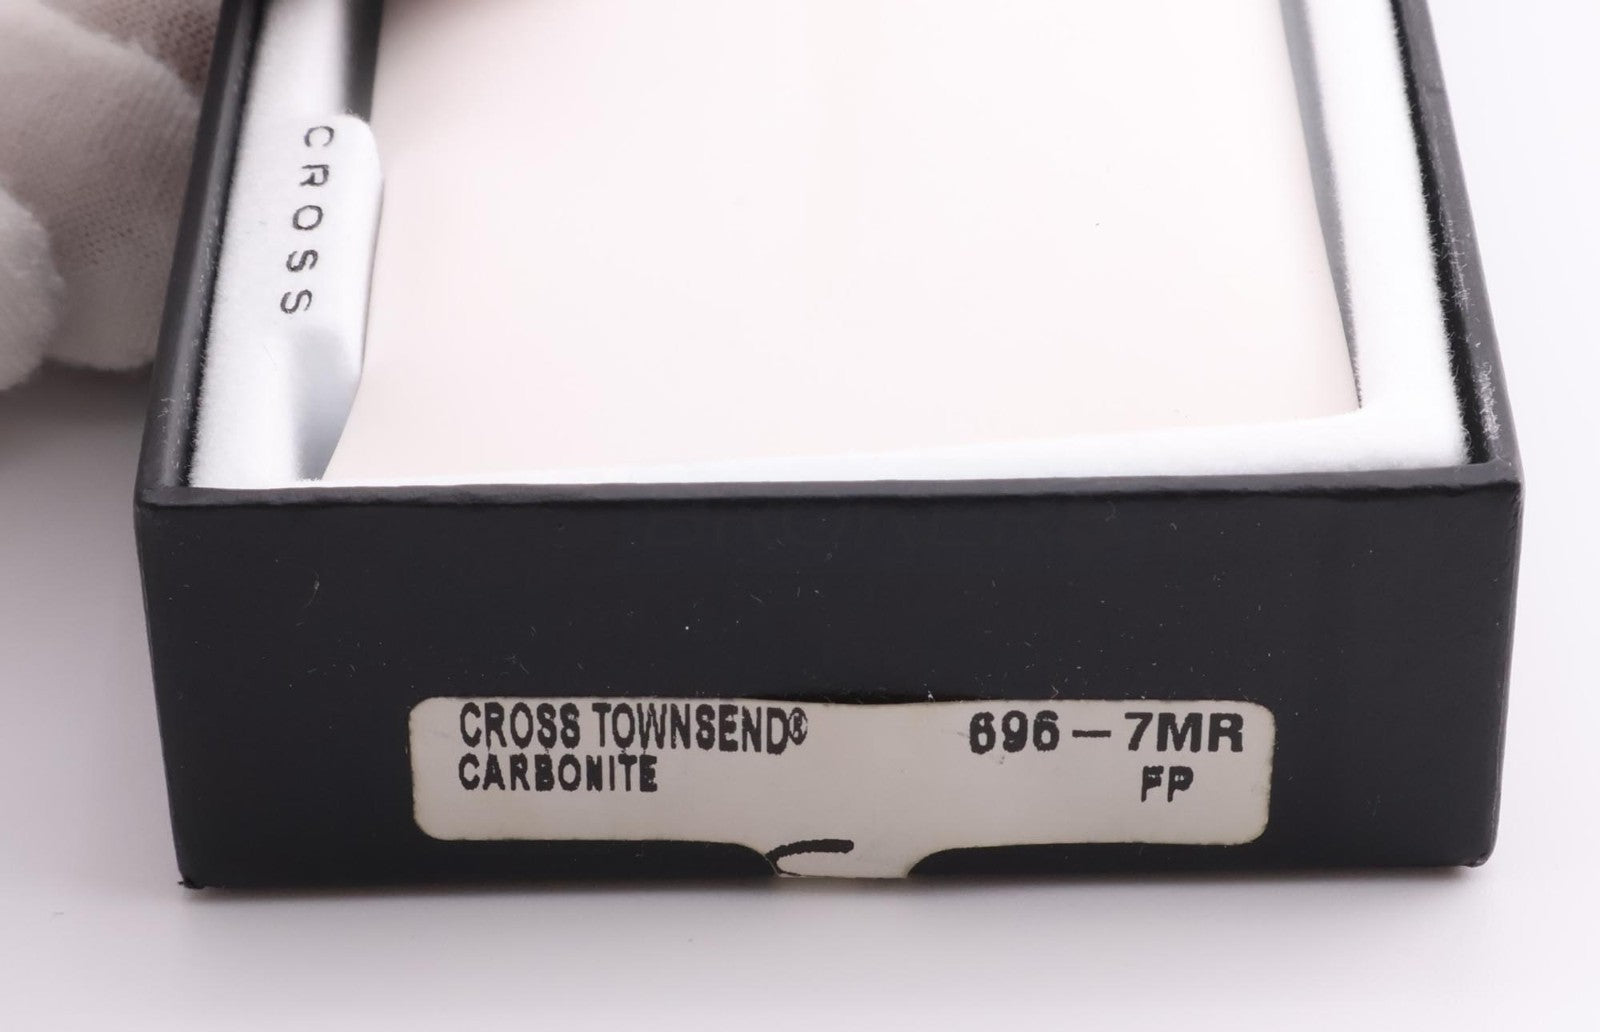 CROSS
CROSS TOWNSEND® 696-7MR
CARBONITE FP